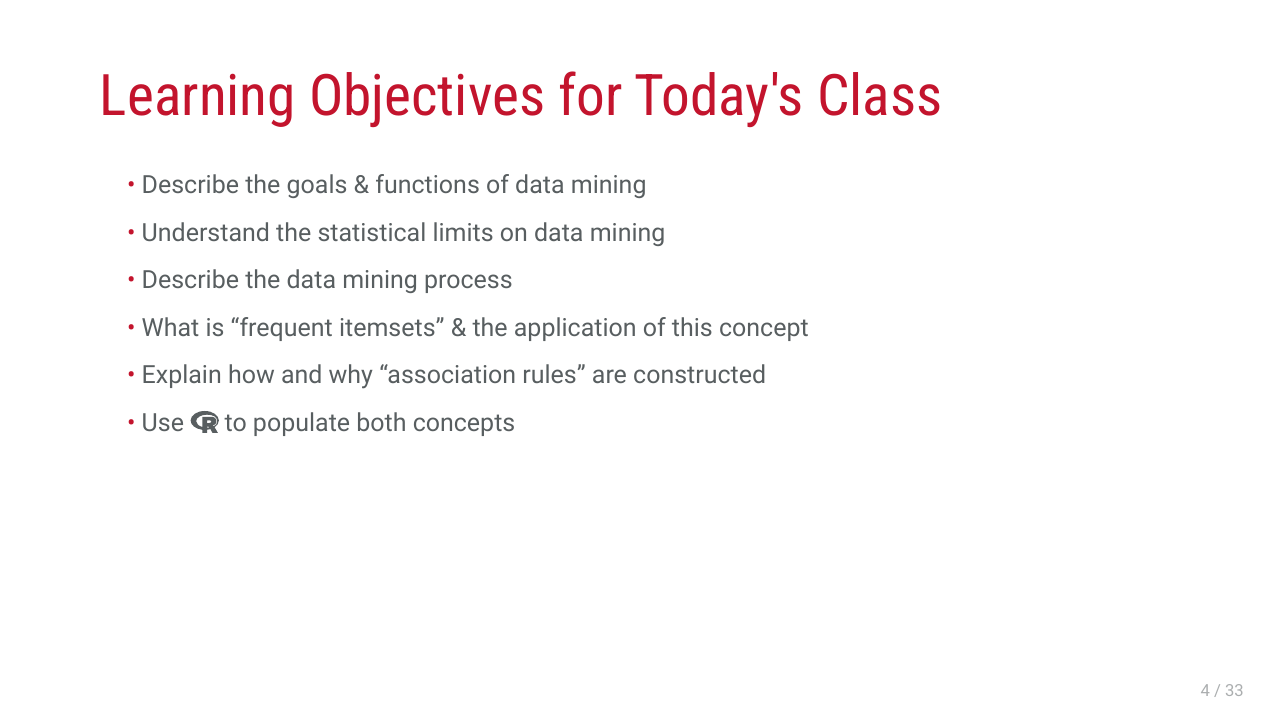 Learning Objectives for Today's Class
• Describe the goals & functions of data mining
• Understand the statistical limits on data mining
• Describe the data mining process
• What is “frequent itemsets” & the application of this concept
• Explain how and why “association rules” are constructed
• Use R to populate both concepts
4 / 33